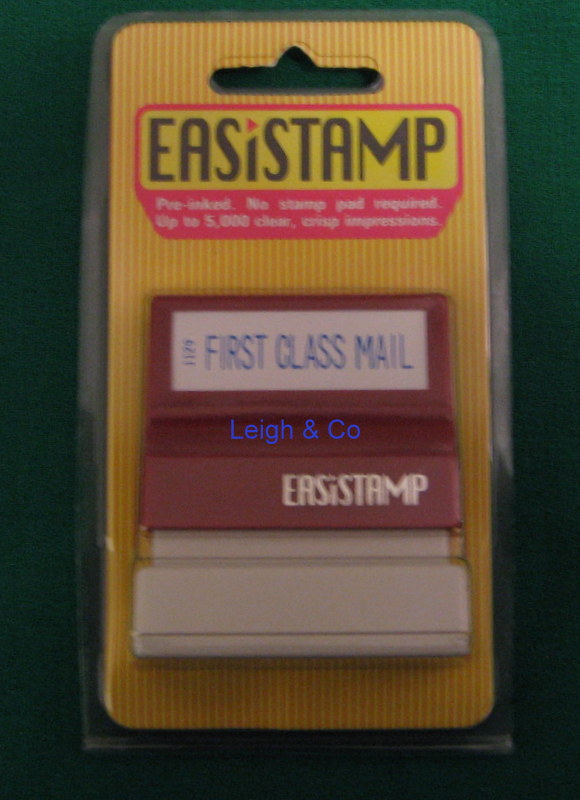 EASiSTAMP
Pre-inked. No stamp pad required.
Up to 5,000 clear, crisp impressions.
1129 FIRST CLASS MAIL
Leigh & Co
EASiSTAMP